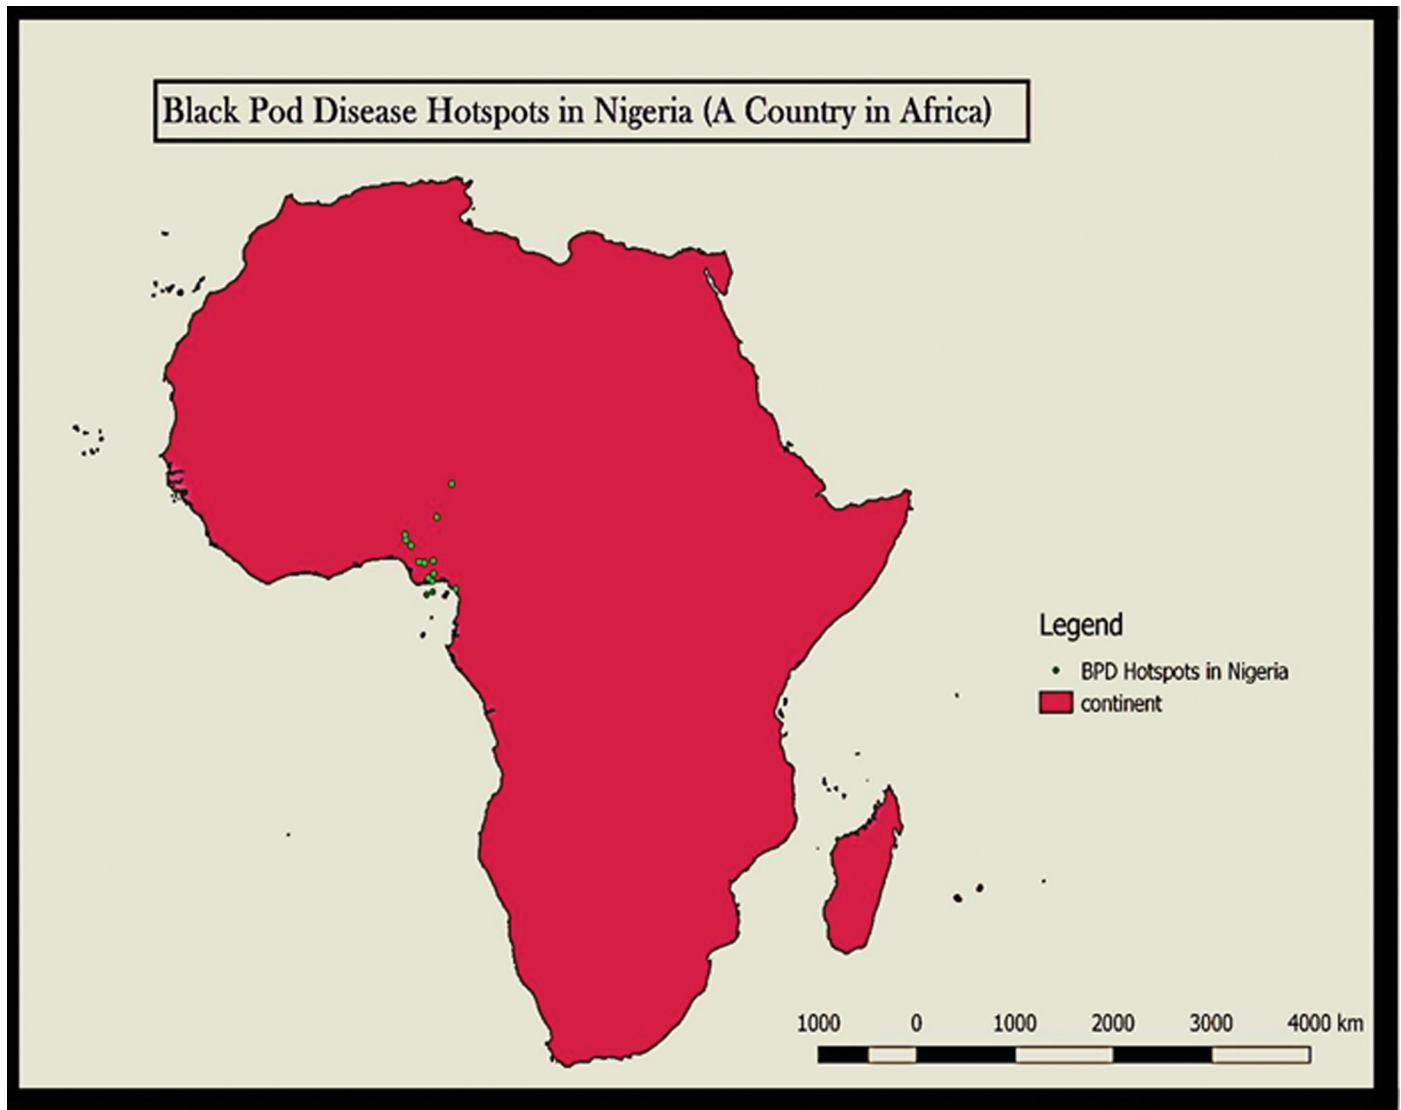 Black Pod Disease Hotspots in Nigeria (A Country in Africa)
Legend
BPD Hotspots in Nigeria
continent
1000 0 1000 2000 3000 4000 km